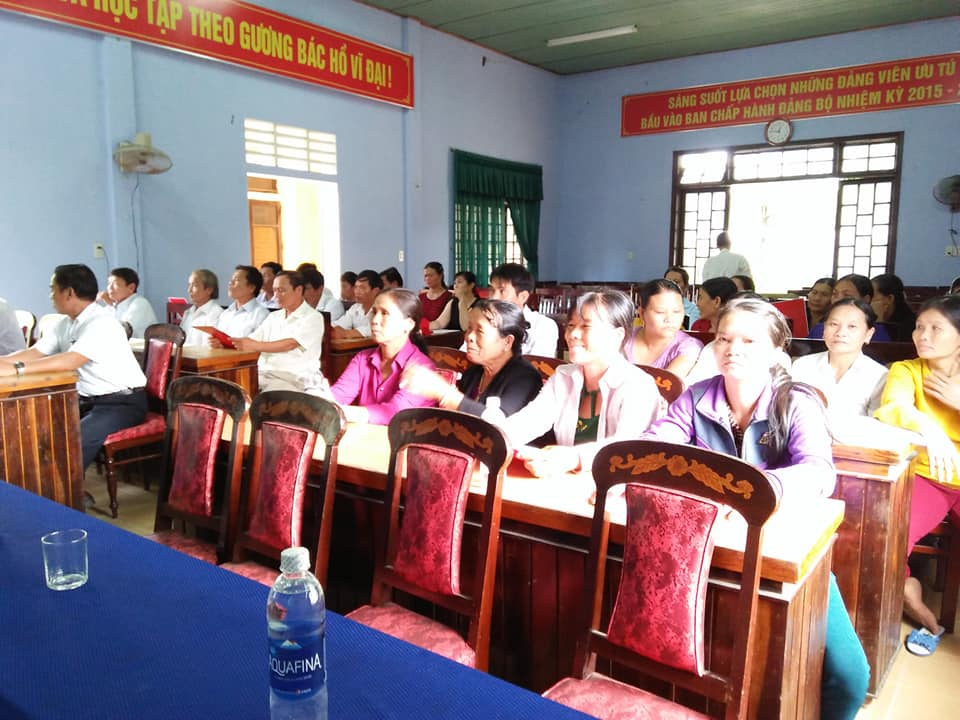 HỌC TẬP THEO GƯƠNG BÁC HỒ VĨ ĐẠI!
SÁNG SUỐT LỰA CHỌN NHỮNG ĐẢNG VIÊN ƯU TÚ
BẦU VÀO BAN CHẤP HÀNH ĐẢNG BỘ NHIỆM KỲ 2015 -
AQUAFINA